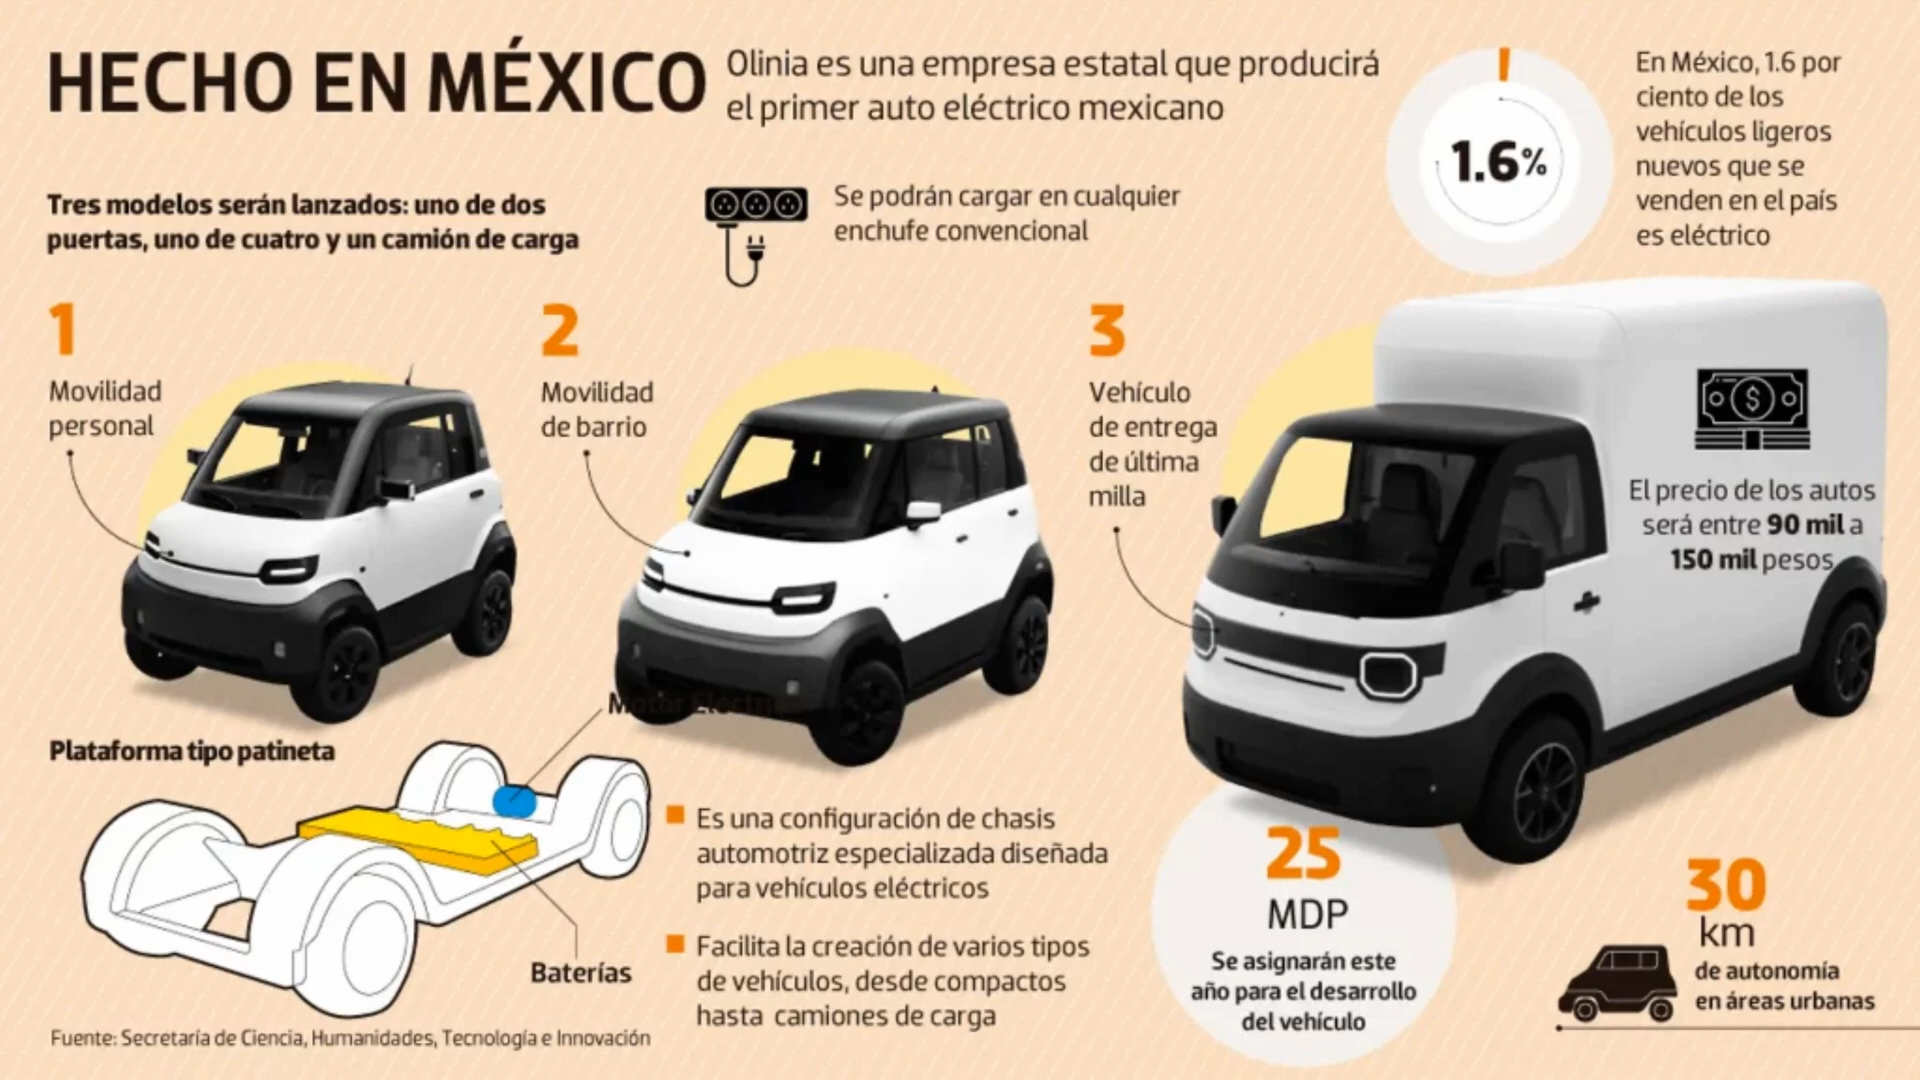 HECHO EN MÉXICO
Olinia es una empresa estatal que producirá
el primer auto eléctrico mexicano
1.6%
En México, 1.6 por
ciento de los
vehículos ligeros
nuevos que se
venden en el país
es eléctrico
Tres modelos serán lanzados: uno de dos
puertas, uno de cuatro y un camión de carga
Se podrán cargar en cualquier
enchufe convencional
1
Movilidad
personal
2
Movilidad
de barrio
3
Vehículo
de entrega
de última
milla
El precio de los autos
será entre 90 mil a
150 mil pesos
Plataforma tipo patineta
Motor Electric
Baterías
Es una configuración de chasis
automotriz especializada diseñada
para vehículos eléctricos
Facilita la creación de varios tipos
de vehículos, desde compactos
hasta camiones de carga
25
MDP
Se asignarán este
año para el desarrollo
del vehículo
30
km
de autonomía
en áreas urbanas
Fuente: Secretaría de Ciencia, Humanidades, Tecnología e Innovación